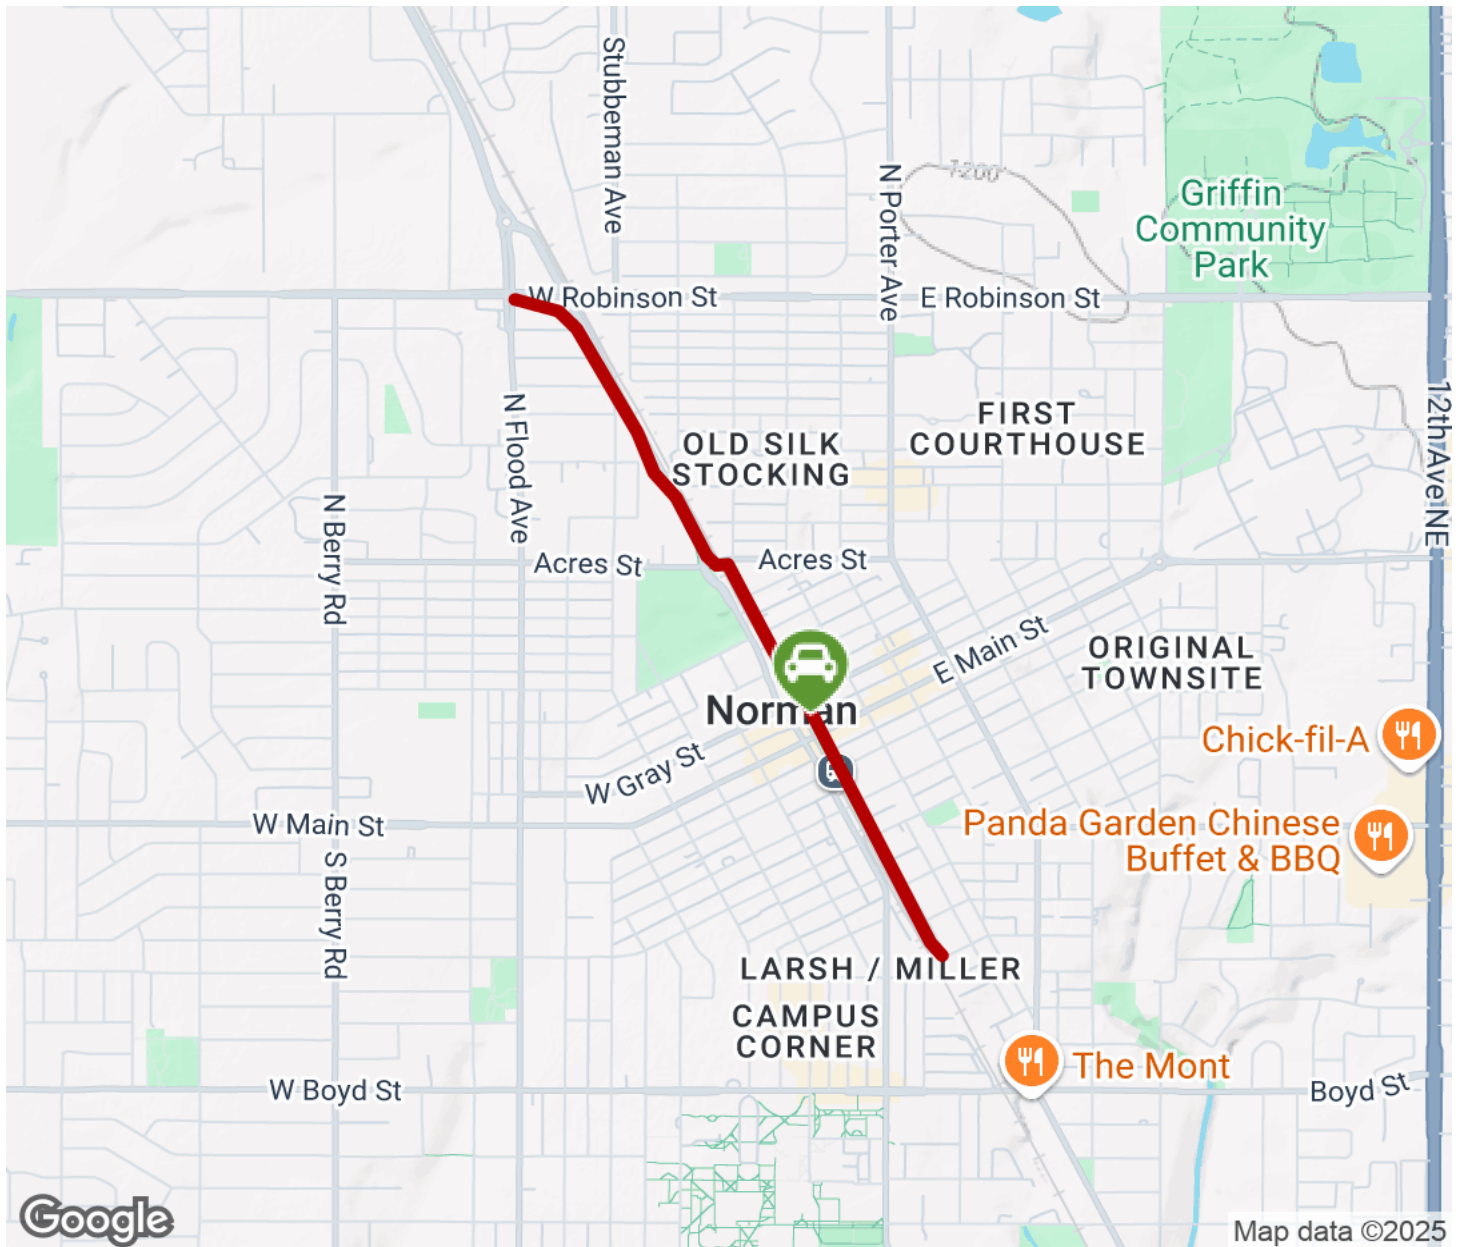 Stubbeman Ave
N Porter Ave
1200'
Griffin
Community
Park
W Robinson St
E Robinson St
12th Ave NE
N Flood Ave
FIRST
COURTHOUSE
OLD SILK
STOCKING
N Berry Rd
Acres St
Acres St
E Main St
ORIGINAL
TOWNSITE
Norman
Chick-fil-A
W Gray St
W Main St
Panda Garden Chinese
Buffet & BBQ
S Berry Rd
LARSH / MILLER
CAMPUS
CORNER
The Mont
W Boyd St
Boyd St
Google
Map data ©2025